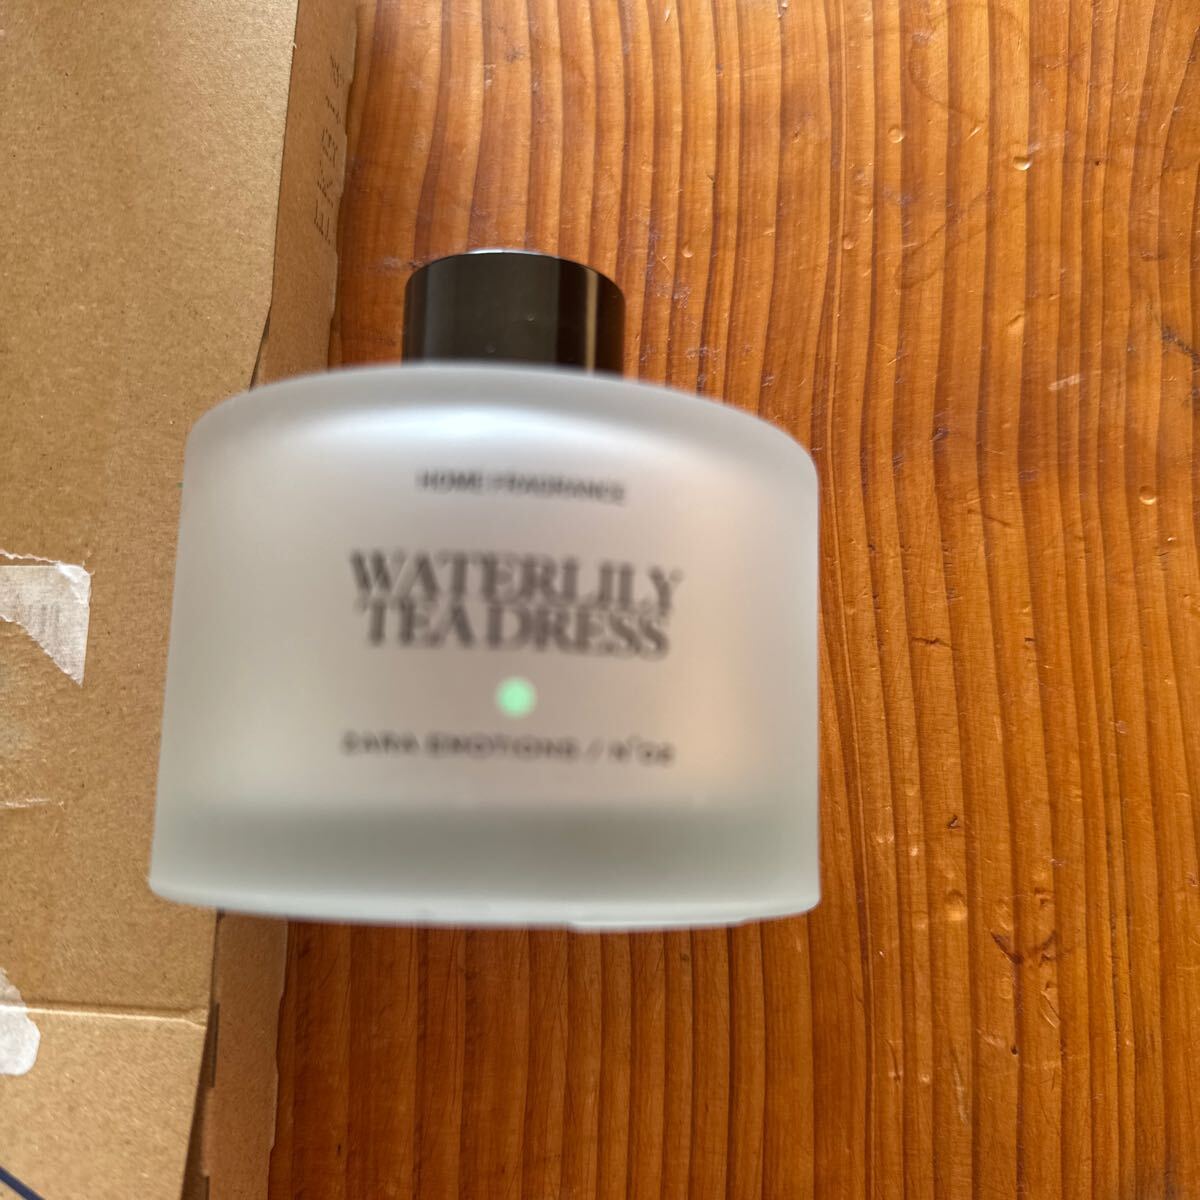 HOME FRAGRANCE
WATERLILY
TEA DRESS
ZARA EMOTIONS /